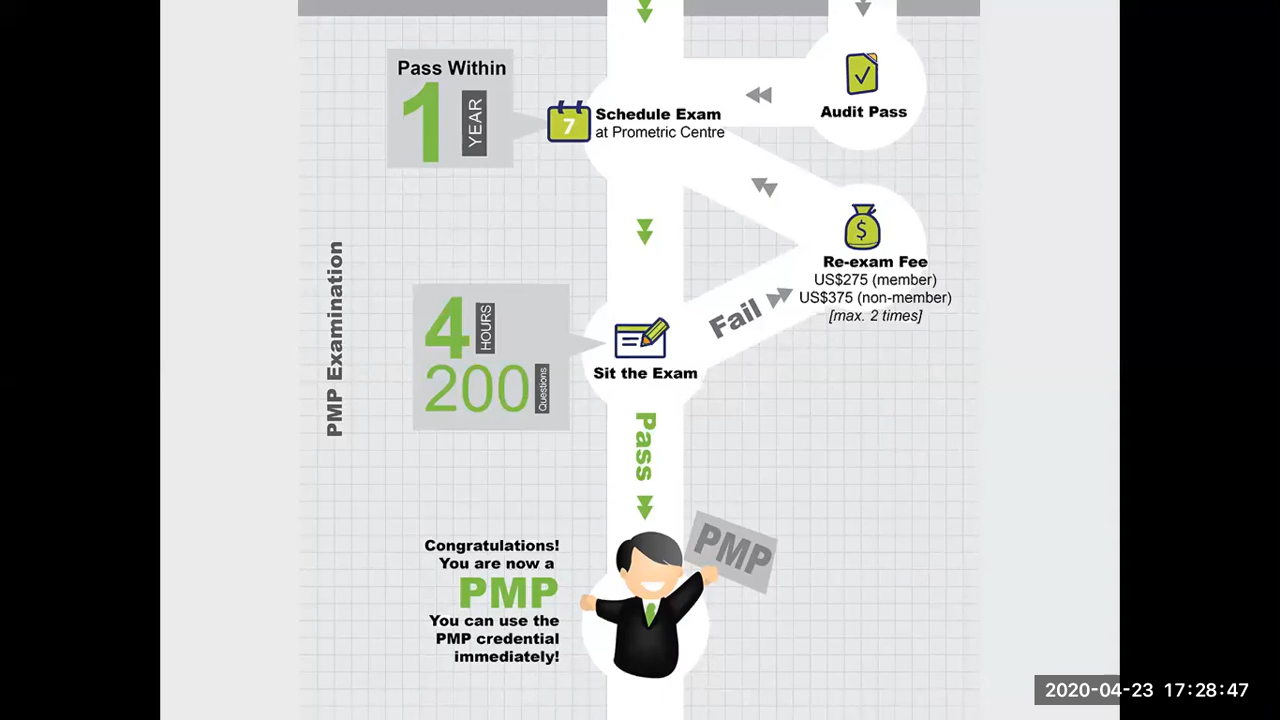 Pass Within
1 YEAR
7
Schedule Exam
at Prometric Centre
Audit Pass
$
Re-exam Fee
US$275 (member)
US$375 (non-member)
[max. 2 times]
Fail
PMP Examination
4 HOURS
200 Questions
Sit the Exam
Pass
PMP
Congratulations!
You are now a
PMP
You can use the
PMP credential
immediately!
2020-04-23 17:28:47